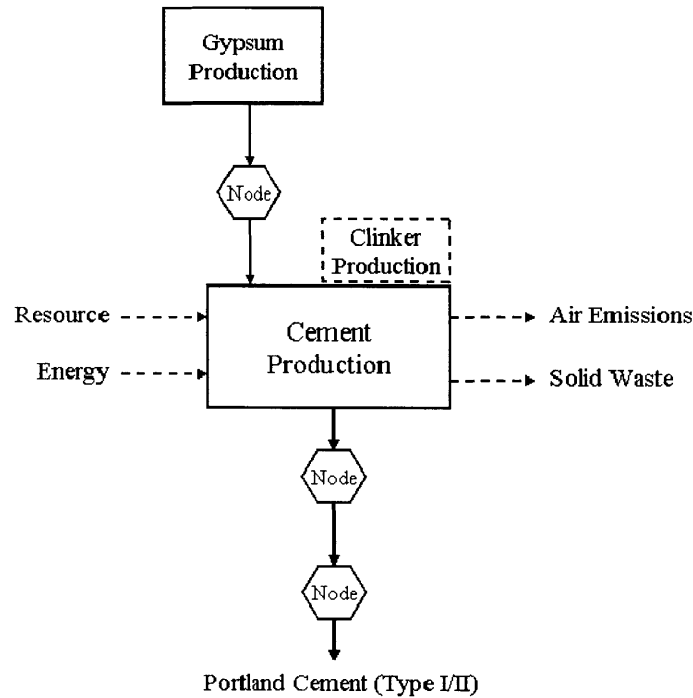 Gypsum
Production
Node
Clinker
Production
Resource
Energy
Cement
Production
Air Emissions
Solid Waste
Node
Node
Portland Cement (Type I/II)